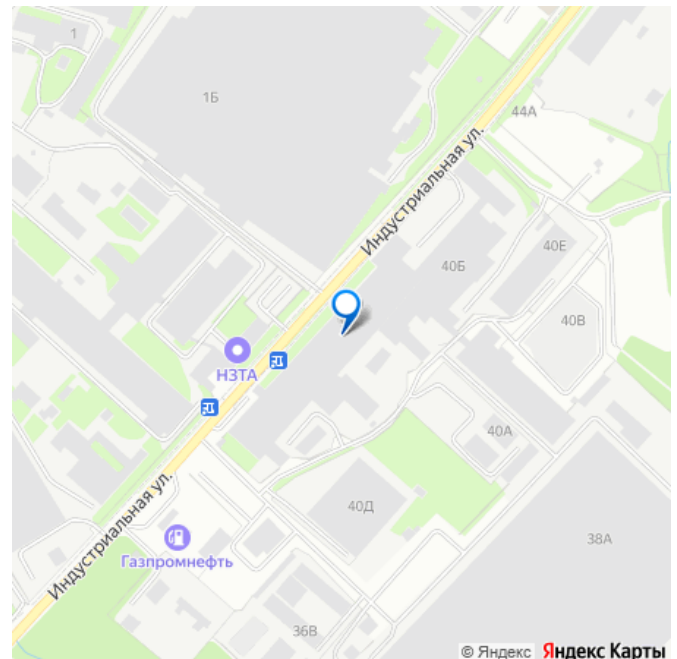 1
1Б
44А
Индустриальная ул.
40Б
40Е
40В
НЗТА
40А
40Д
Индустриальная ул.
38А
Газпромнефть
36В
© Яндекс Яндекс Карты